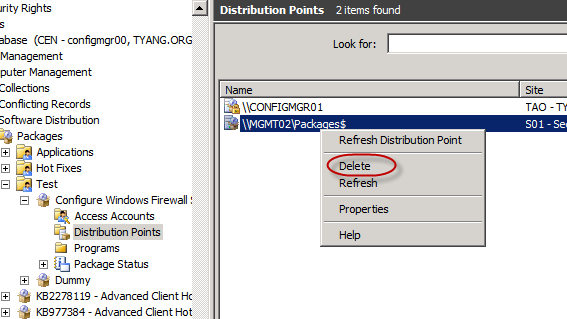 urity Rights
s
abase (CEN - configmgr00, TYANG.ORG
Management
puter Management
Collections
Conflicting Records
Software Distribution
Packages
Applications
Hot Fixes
Test
Configure Windows Firewall S
Access Accounts
Distribution Points
Programs
Package Status
Dummy
KB2278119 - Advanced Client Hot
KB977384 - Advanced Client Hot
Distribution Points 2 items found
Look for:
Name Site
\\CONFIGMGR01 TAO - TY
\\MGMT02\Packages$ S01 - Sec
Refresh Distribution Point
Delete
Refresh
Properties
Help